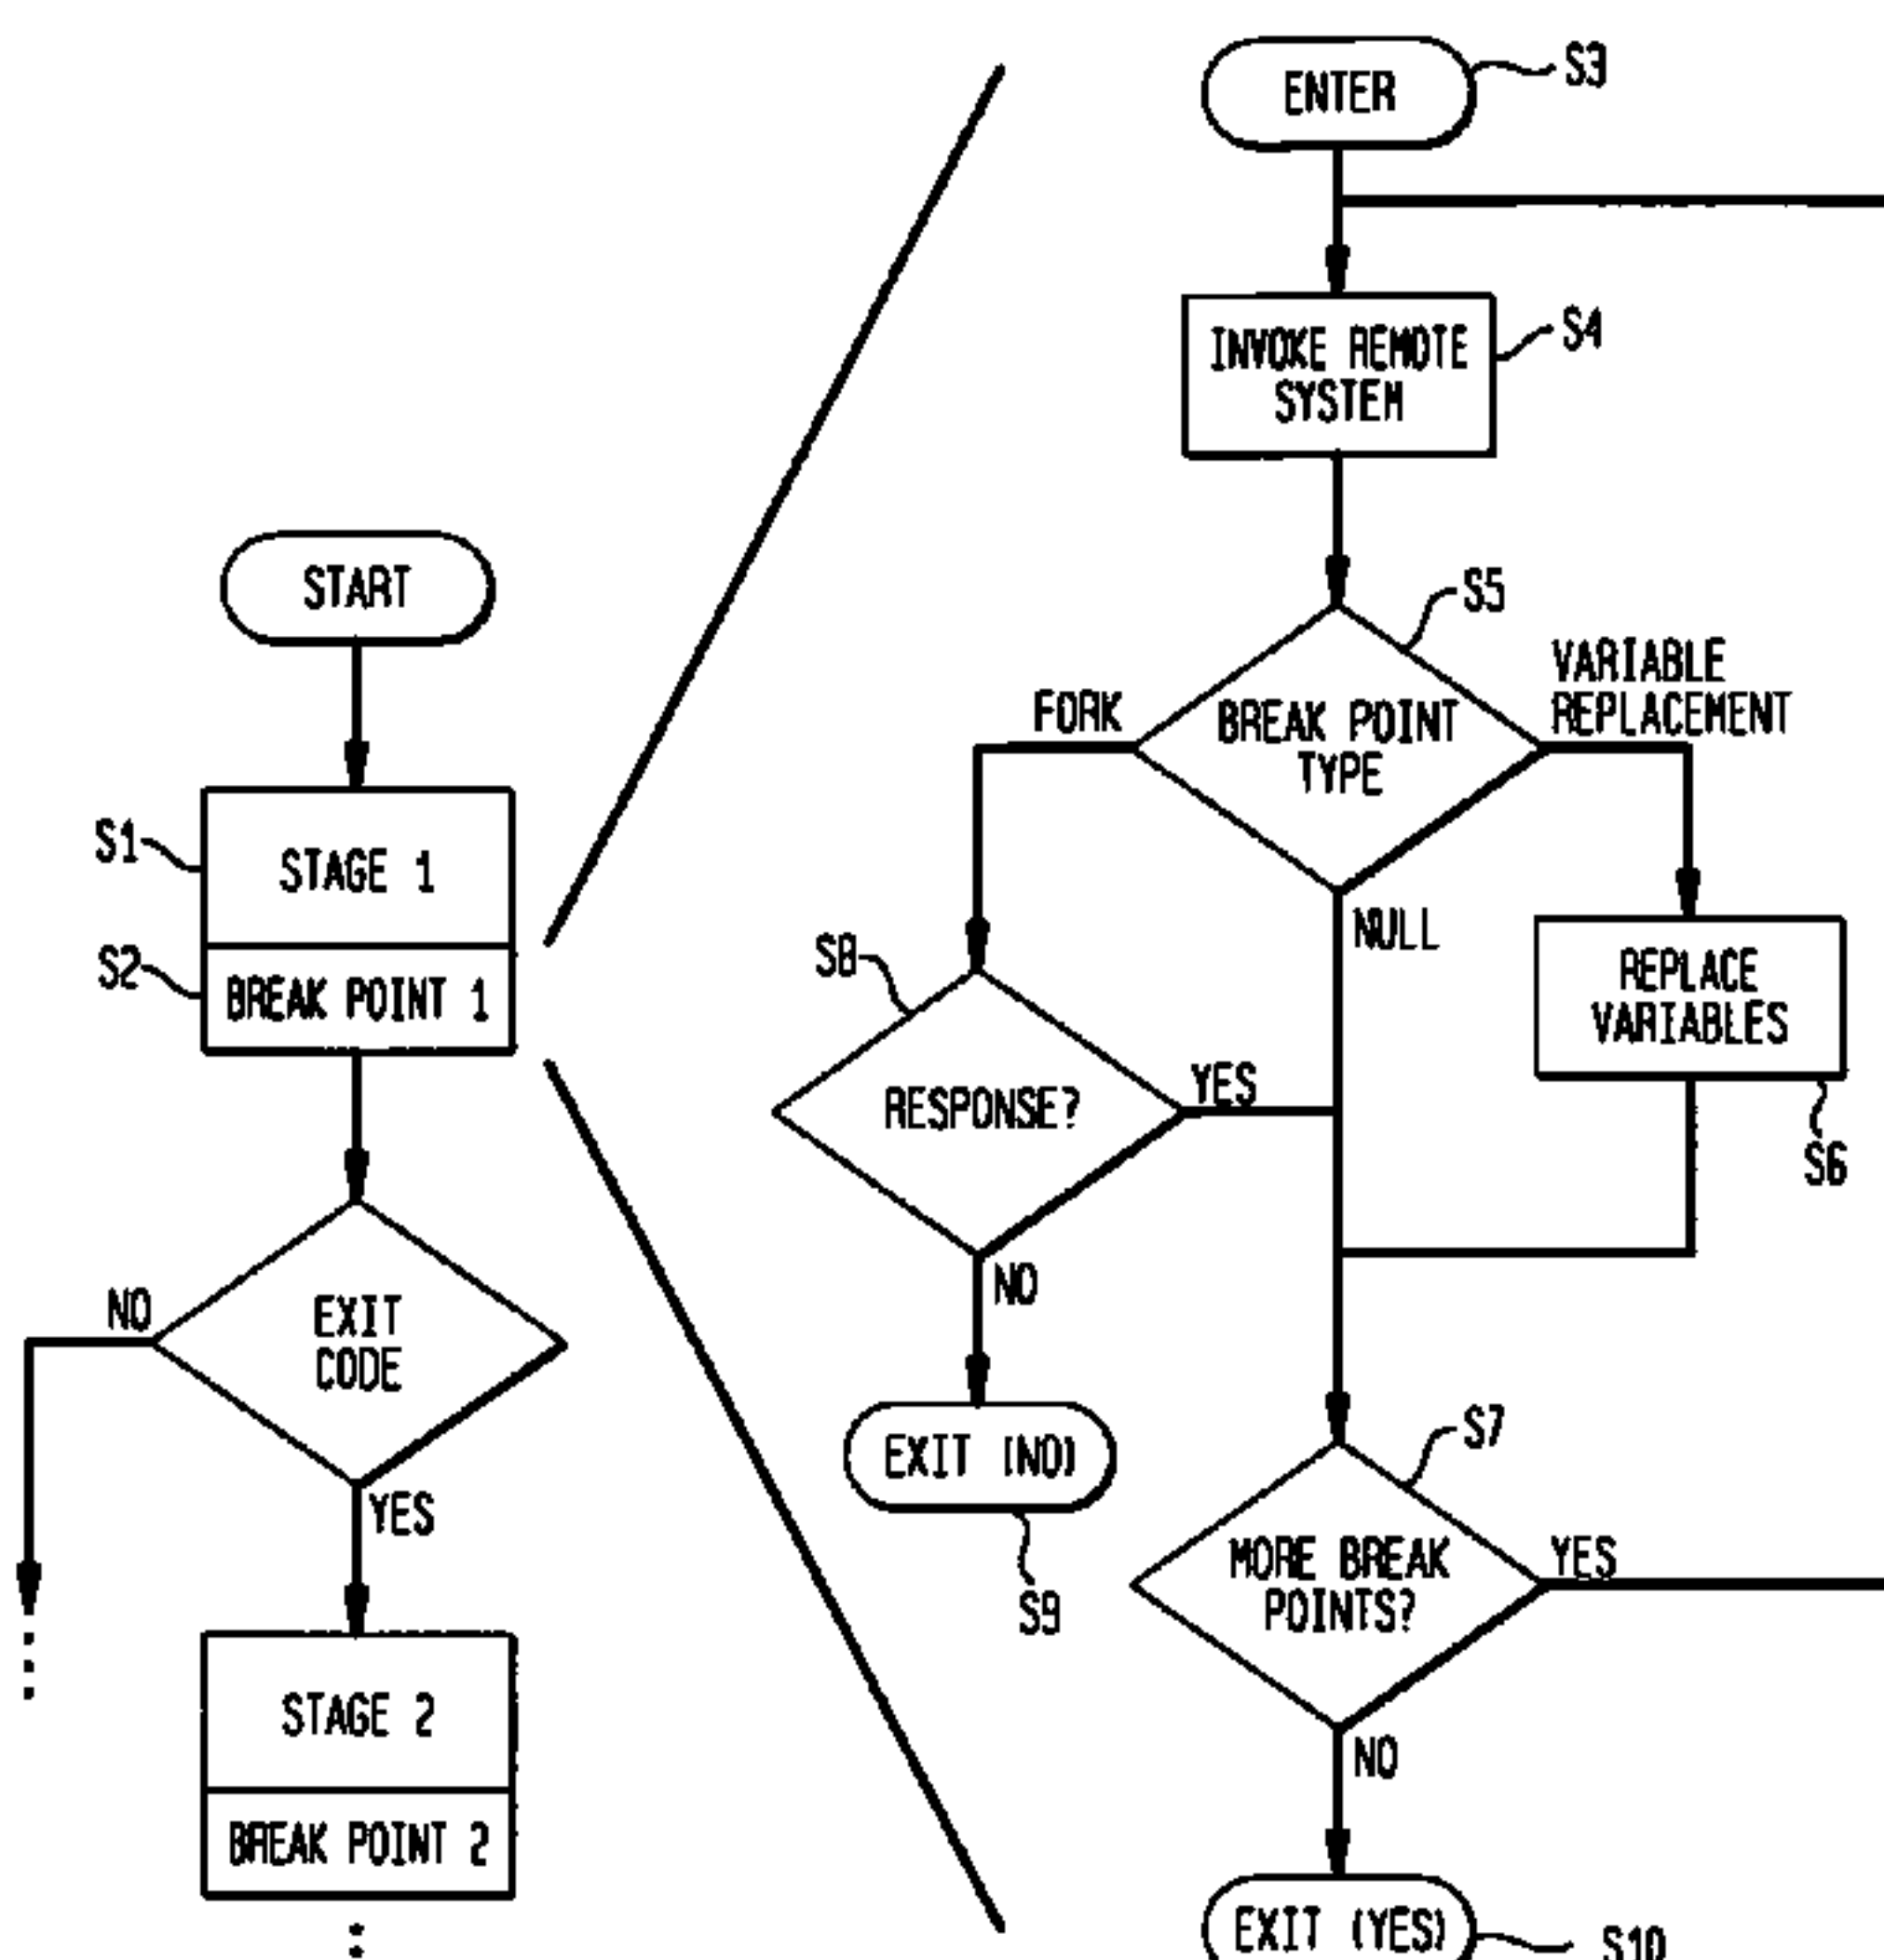 START
S1
STAGE 1
S2
BREAK POINT 1
NO
EXIT
CODE
YES
STAGE 2
BREAK POINT 2
ENTER
S3
INVOKE REMOTE
SYSTEM
S4
S5
FORK
BREAK POINT
TYPE
VARIABLE
REPLACEMENT
NULL
REPLACE
VARIABLES
S6
S8
RESPONSE?
YES
NO
EXIT (NO)
S9
S7
MORE BREAK
POINTS?
YES
NO
EXIT (YES)
S10